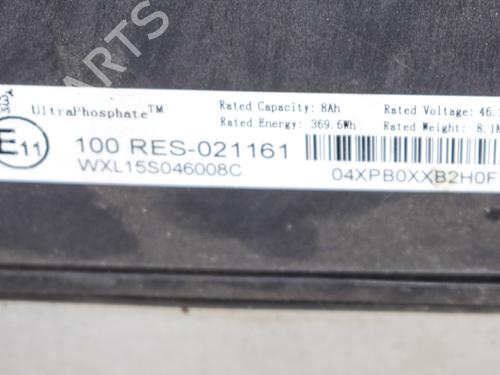 PARTS
UltraPhosphate™
Rated Capacity: 8Ah
Rated Voltage: 46.
Rated Energy: 369.6Wh
Rated Weight: 8.1
E11
100 RES-021161
WXL15S046008C
04XPB0XXB2H0F